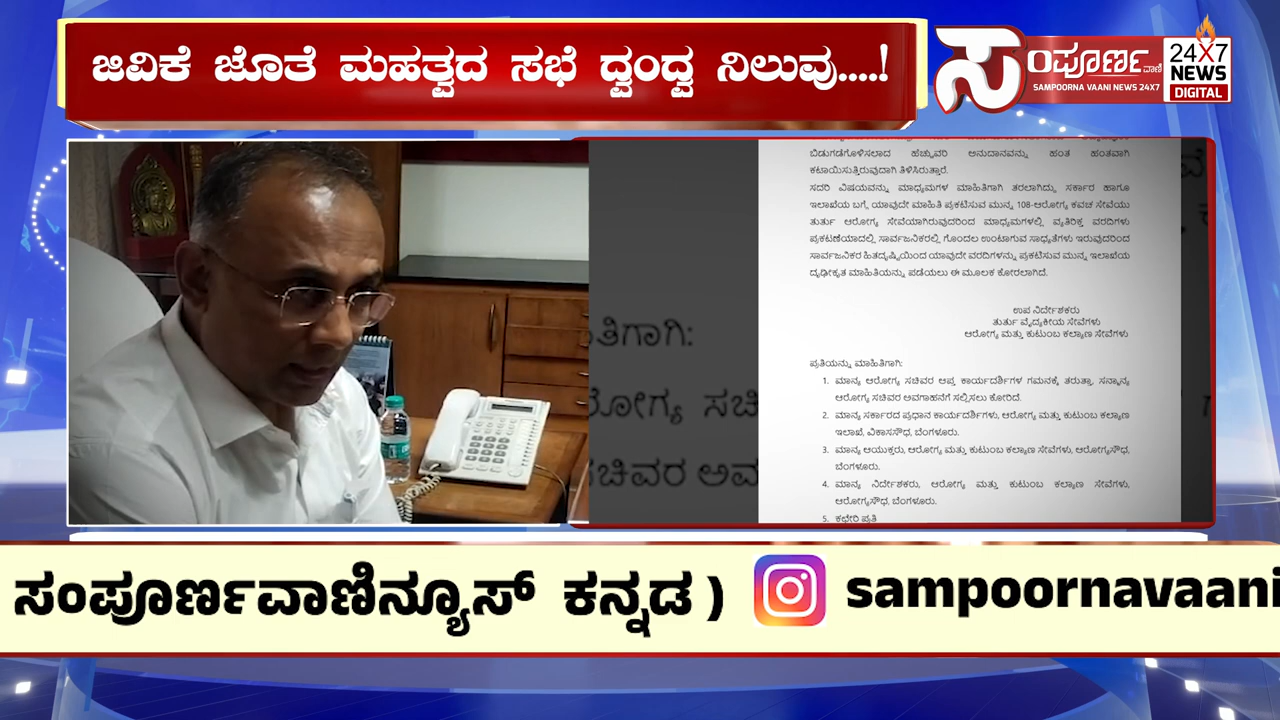 ಜಿವಿಕೆ ಜೊತೆ ಮಹತ್ವದ ಸಭೆ ದ್ವಂದ್ವ ನಿಲುವು....!
ಸಂಪೂರ್ಣ ವಾಣಿ
SAMPOORNA VAANI NEWS 24X7
24X7
NEWS
DIGITAL
ಬಿಡುಗಡೆಗೊಳಿಸಲಾದ ಹೆಚ್ಚುವರಿ ಅನುದಾನವನ್ನು ಹಂತ ಹಂತವಾಗಿ
ಕಟಾಯಿಸುತ್ತಿರುವುದಾಗಿ ತಿಳಿಸಿರುತ್ತಾರೆ.
ಸದರಿ ವಿಷಯವನ್ನು ಮಾಧ್ಯಮಗಳ ಮಾಹಿತಿಗಾಗಿ ತರಲಾಗಿದ್ದು, ಸರ್ಕಾರ ಹಾಗೂ
ಇಲಾಖೆಯ ಬಗ್ಗೆ ಯಾವುದೇ ಮಾಹಿತಿ ಪ್ರಕಟಿಸುವ ಮುನ್ನ 108-ಆರೋಗ್ಯ ಕವಚ ಸೇವೆಯು
ತುರ್ತು ಆರೋಗ್ಯ ಸೇವೆಯಾಗಿರುವುದರಿಂದ ಮಾಧ್ಯಮಗಳಲ್ಲಿ ವ್ಯತಿರಿಕ್ತ ವರದಿಗಳು
ಪ್ರಕಟಣೆಯಾದಲ್ಲಿ ಸಾರ್ವಜನಿಕರಲ್ಲಿ ಗೊಂದಲ ಉಂಟಾಗುವ ಸಾಧ್ಯತೆಗಳು ಇರುವುದರಿಂದ
ಸಾರ್ವಜನಿಕರ ಹಿತದೃಷ್ಠಿಯಿಂದ ಯಾವುದೇ ವರದಿಗಳನ್ನು ಪ್ರಕಟಿಸುವ ಮುನ್ನ ಇಲಾಖೆಯ
ದೃಢೀಕೃತ ಮಾಹಿತಿಯನ್ನು ಪಡೆಯಲು ಈ ಮೂಲಕ ಕೋರಲಾಗಿದೆ.
ಉಪ ನಿರ್ದೇಶಕರು
ತುರ್ತು ವೈದ್ಯಕೀಯ ಸೇವೆಗಳು
ಆರೋಗ್ಯ ಮತ್ತು ಕುಟುಂಬ ಕಲ್ಯಾಣ ಸೇವೆಗಳು
ಪ್ರತಿಯನ್ನು ಮಾಹಿತಿಗಾಗಿ:
1. ಮಾನ್ಯ ಆರೋಗ್ಯ ಸಚಿವರ ಆಪ್ತ ಕಾರ್ಯದರ್ಶಿಗಳ ಗಮನಕ್ಕೆ ತರುತ್ತಾ, ಸನ್ಮಾನ್ಯ
ಆರೋಗ್ಯ ಸಚಿವರ ಅವಗಾಹನೆಗೆ ಸಲ್ಲಿಸಲು ಕೋರಿದೆ.
2. ಮಾನ್ಯ ಸರ್ಕಾರದ ಪ್ರಧಾನ ಕಾರ್ಯದರ್ಶಿಗಳು, ಆರೋಗ್ಯ ಮತ್ತು ಕುಟುಂಬ ಕಲ್ಯಾಣ
ಇಲಾಖೆ, ವಿಕಾಸಸೌಧ, ಬೆಂಗಳೂರು.
3. ಮಾನ್ಯ ಆಯುಕ್ತರು, ಆರೋಗ್ಯ ಮತ್ತು ಕುಟುಂಬ ಕಲ್ಯಾಣ ಸೇವೆಗಳು, ಆರೋಗ್ಯಸೌಧ,
ಬೆಂಗಳೂರು.
4. ಮಾನ್ಯ ನಿರ್ದೇಶಕರು, ಆರೋಗ್ಯ ಮತ್ತು ಕುಟುಂಬ ಕಲ್ಯಾಣ ಸೇವೆಗಳು,
ಆರೋಗ್ಯಸೌಧ, ಬೆಂಗಳೂರು.
5. ಕಛೇರಿ ಪ್ರತಿ
ಸಂಪೂರ್ಣವಾಣಿನ್ಯೂಸ್ ಕನ್ನಡ )
sampoornavaani